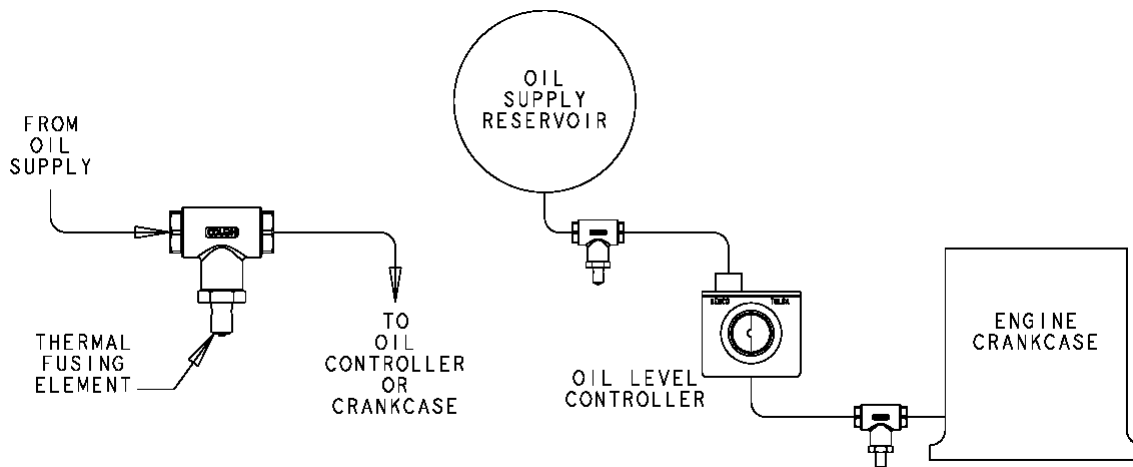 FROM
OIL
SUPPLY
THERMAL
FUSING
ELEMENT
TO
OIL
CONTROLLER
OR
CRANKCASE
OIL
SUPPLY
RESERVOIR
OIL LEVEL
CONTROLLER
ENGINE
CRANKCASE